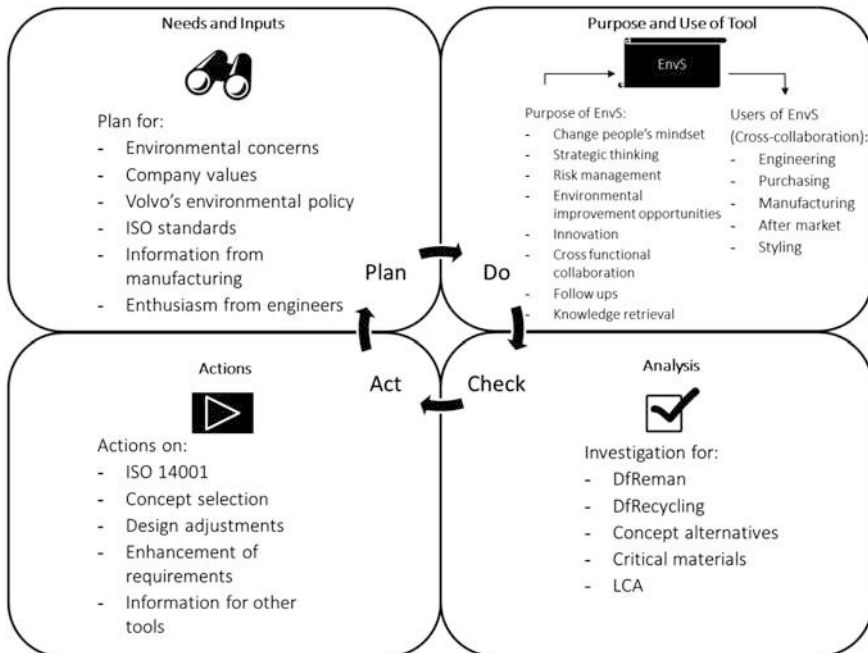 Needs and Inputs
Plan for:
- Environmental concerns
- Company values
- Volvo's environmental policy
- ISO standards
- Information from
manufacturing
- Enthusiasm from engineers
Plan
Purpose and Use of Tool
EnvS
Purpose of EnvS:
- Change people's mindset
- Strategic thinking
- Risk management
- Environmental
improvement opportunities
- Innovation
- Cross functional
collaboration
- Follow ups
- Knowledge retrieval
Users of EnvS
(Cross-collaboration):
- Engineering
- Purchasing
- Manufacturing
- After market
- Styling
Do
Actions
Actions on:
- ISO 14001
- Concept selection
- Design adjustments
- Enhancement of
requirements
- Information for other
tools
Act
Check
Analysis
Investigation for:
- DfReman
- DfRecycling
- Concept alternatives
- Critical materials
- LCA